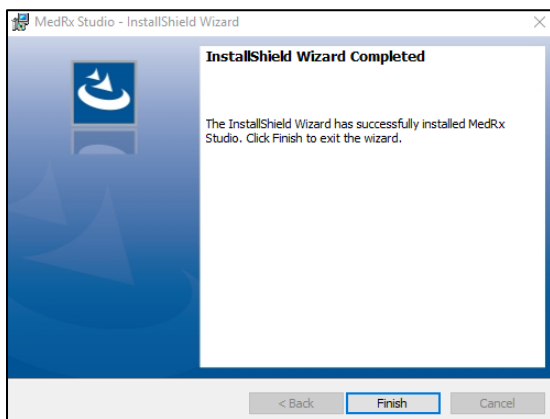 MedRx Studio - InstallShield Wizard
InstallShield Wizard Completed
The InstallShield Wizard has successfully installed MedRx
Studio. Click Finish to exit the wizard.
< Back Finish Cancel